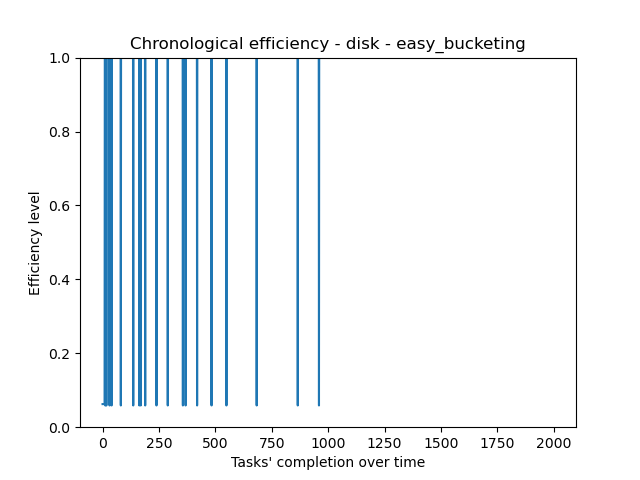 Chronological efficiency - disk - easy_bucketing
1.0
0.8
0.6
0.4
0.2
0.0
Efficiency level
0 250 500 750 1000 1250 1500 1750 2000
Tasks' completion over time